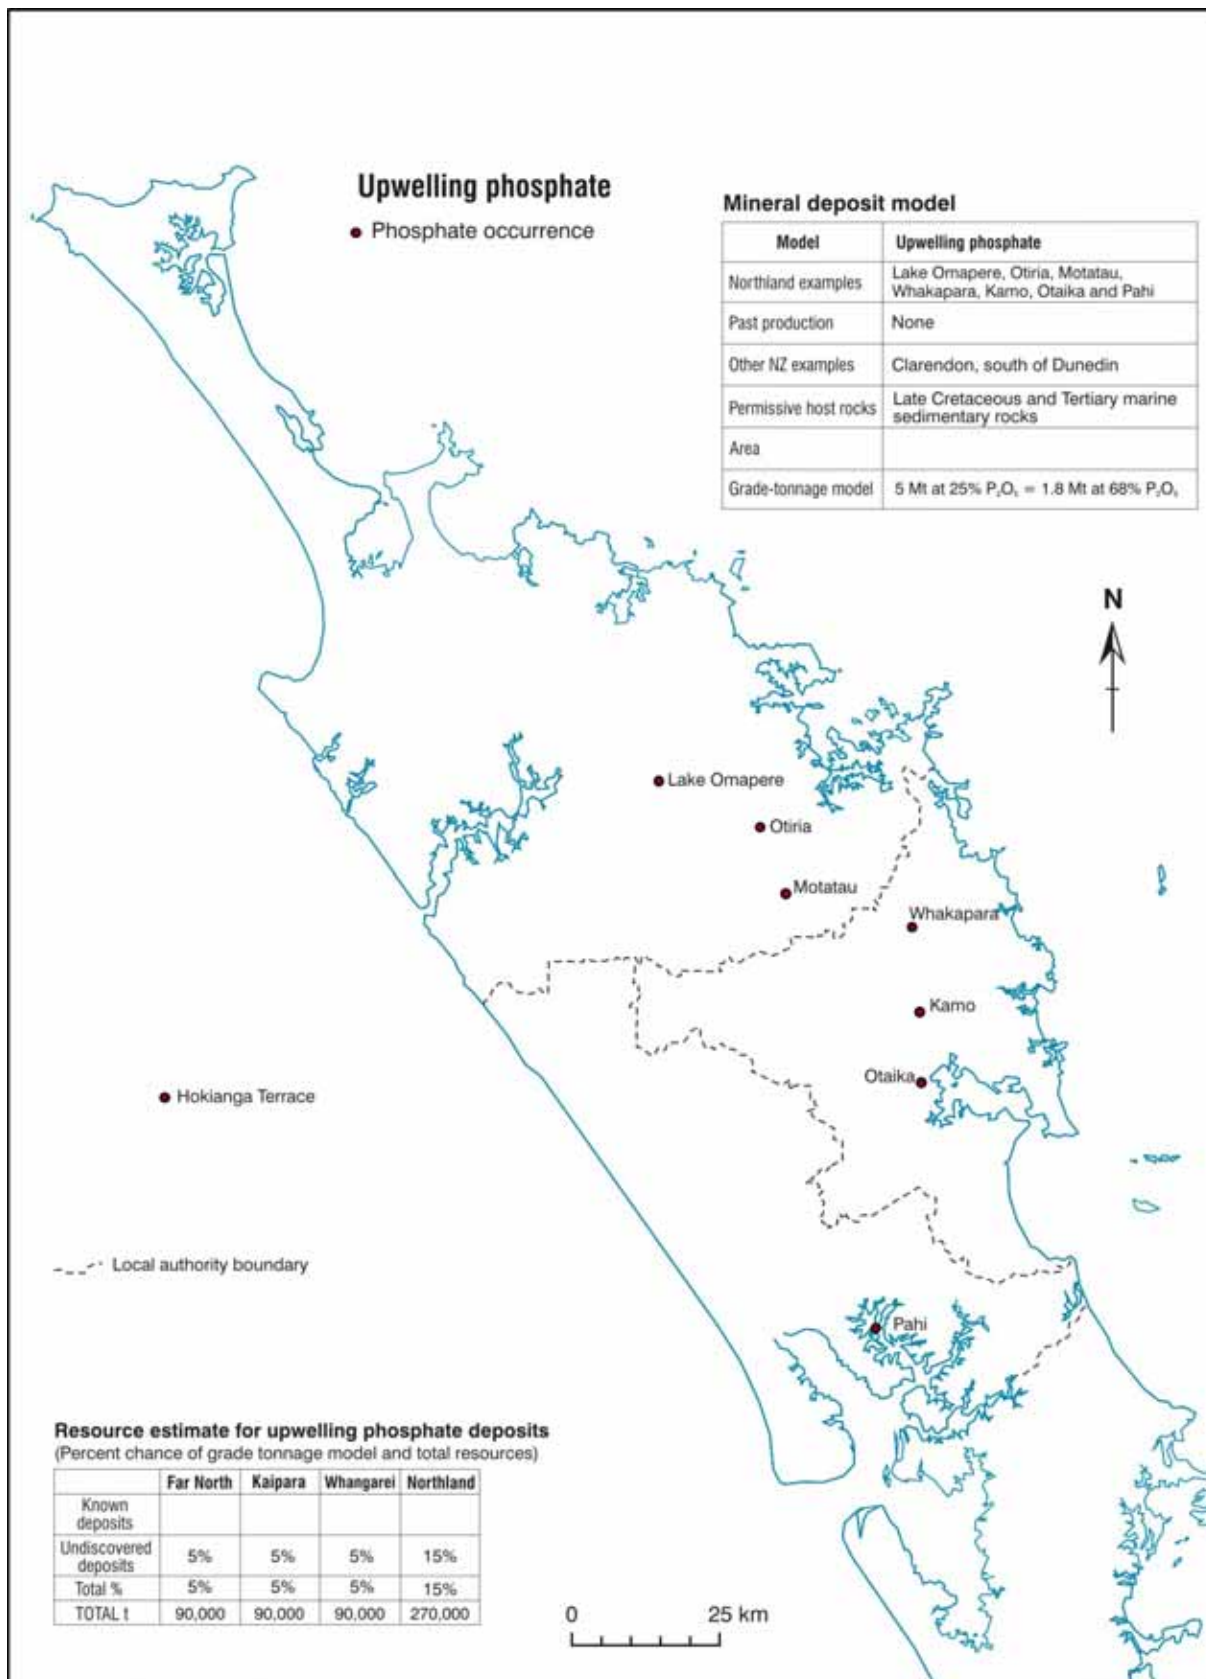 Upwelling phosphate
Phosphate occurrence
Mineral deposit model
Model Upwelling phosphate
Northland examples Lake Omapere, Otiria, Motatau,
Whakapara, Kamo, Otaika and Pahi
Past production None
Other NZ examples Clarendon, south of Dunedin
Permissive host rocks Late Cretaceous and Tertiary marine
sedimentary rocks
Area
Grade-tonnage model 5 Mt at 25% P₂O₅ = 1.8 Mt at 68% P₂O₅
N
Lake Omapere
Otiria
Motatau
Whakapara
Kamo
Otaika
Hokianga Terrace
Local authority boundary
Pahi
Resource estimate for upwelling phosphate deposits
(Percent chance of grade tonnage model and total resources)
Far North Kaipara Whangarei Northland
Known
deposits
Undiscovered
deposits 5% 5% 5% 15%
Total % 5% 5% 5% 15%
TOTAL t 90,000 90,000 90,000 270,000
0 25 km